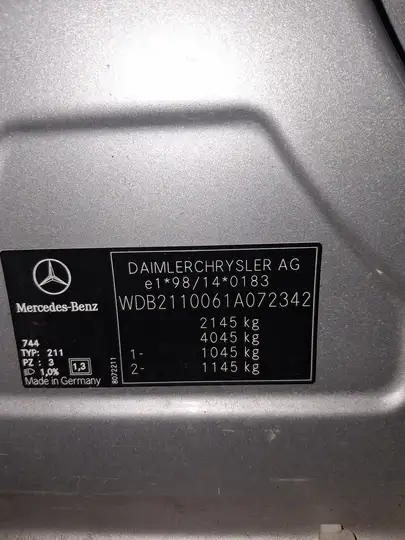 DAIMLERCHRYSLER AG
e1*98/14*0183
WDB2110061A072342
2145 kg
4045 kg
1- 1045 kg
2- 1145 kg
Mercedes-Benz
744
TYP: 211
PZ : 3
1,0% 1,3
Made in Germany
8072211